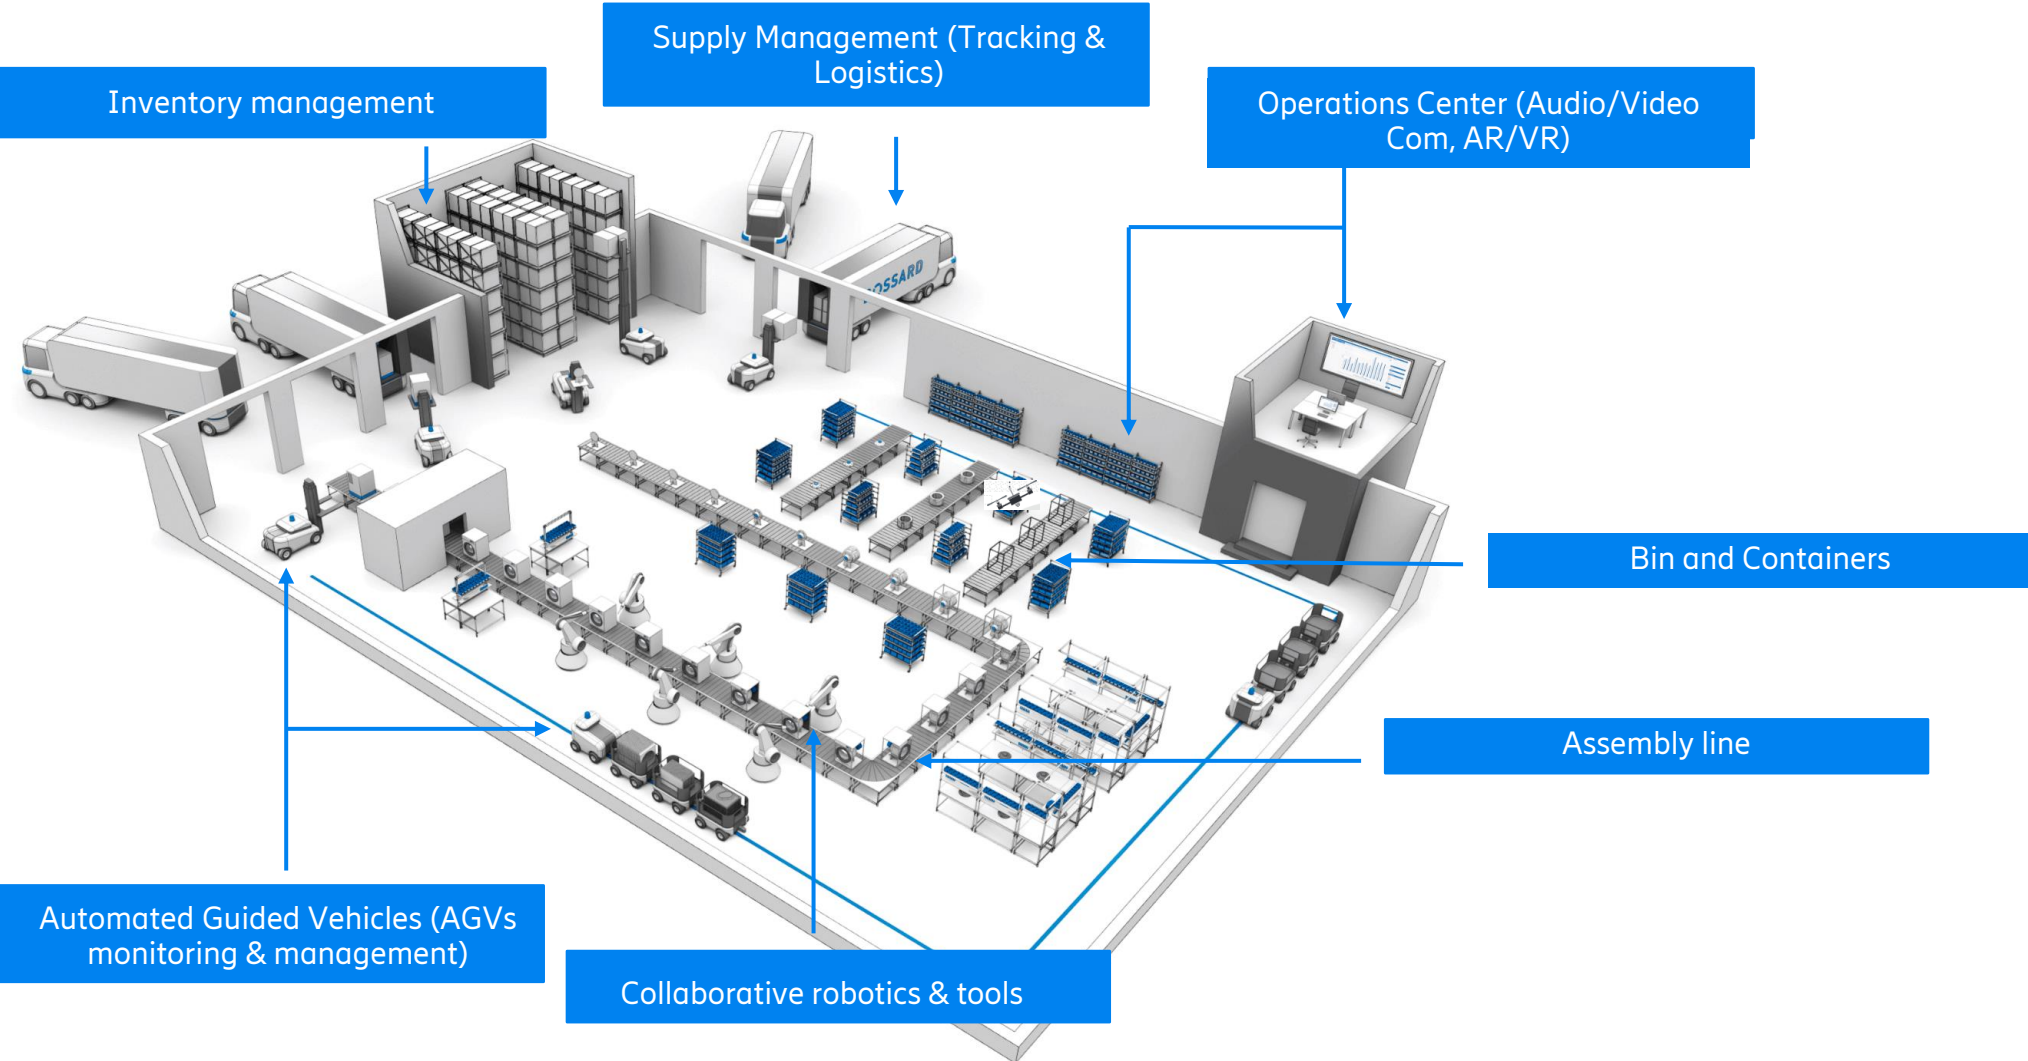 Supply Management (Tracking &
Logistics)
Inventory management
Operations Center (Audio/Video
Com, AR/VR)
BOSSARD
Bin and Containers
Assembly line
Automated Guided Vehicles (AGVs
monitoring & management)
Collaborative robotics & tools